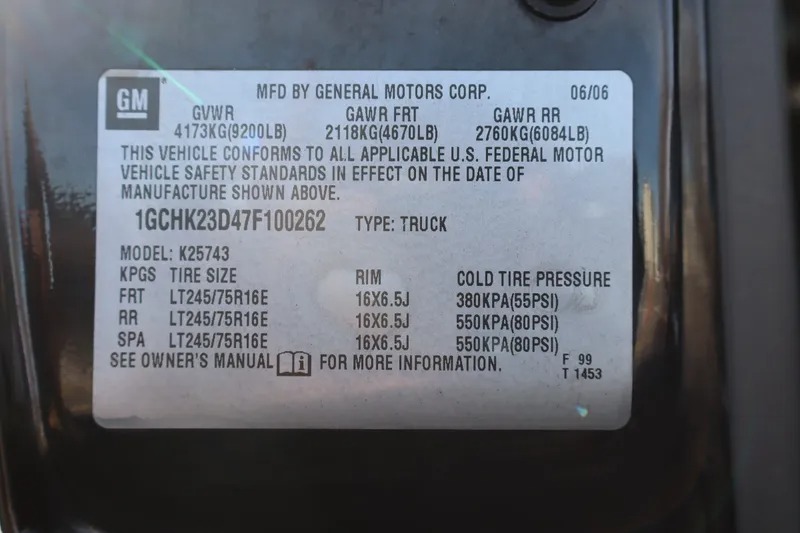 GM
MFD BY GENERAL MOTORS CORP. 06/06
GVWR GAWR FRT GAWR RR
4173KG(9200LB) 2118KG(4670LB) 2760KG(6084LB)
THIS VEHICLE CONFORMS TO ALL APPLICABLE U.S. FEDERAL MOTOR
VEHICLE SAFETY STANDARDS IN EFFECT ON THE DATE OF
MANUFACTURE SHOWN ABOVE.
1GCHK23D47F100262 TYPE: TRUCK
MODEL: K25743
KPGS TIRE SIZE RIM COLD TIRE PRESSURE
FRT LT245/75R16E 16X6.5J 380KPA(55PSI)
RR LT245/75R16E 16X6.5J 550KPA(80PSI)
SPA LT245/75R16E 16X6.5J 550KPA(80PSI)
SEE OWNER'S MANUAL i FOR MORE INFORMATION.
F 99
T 1453